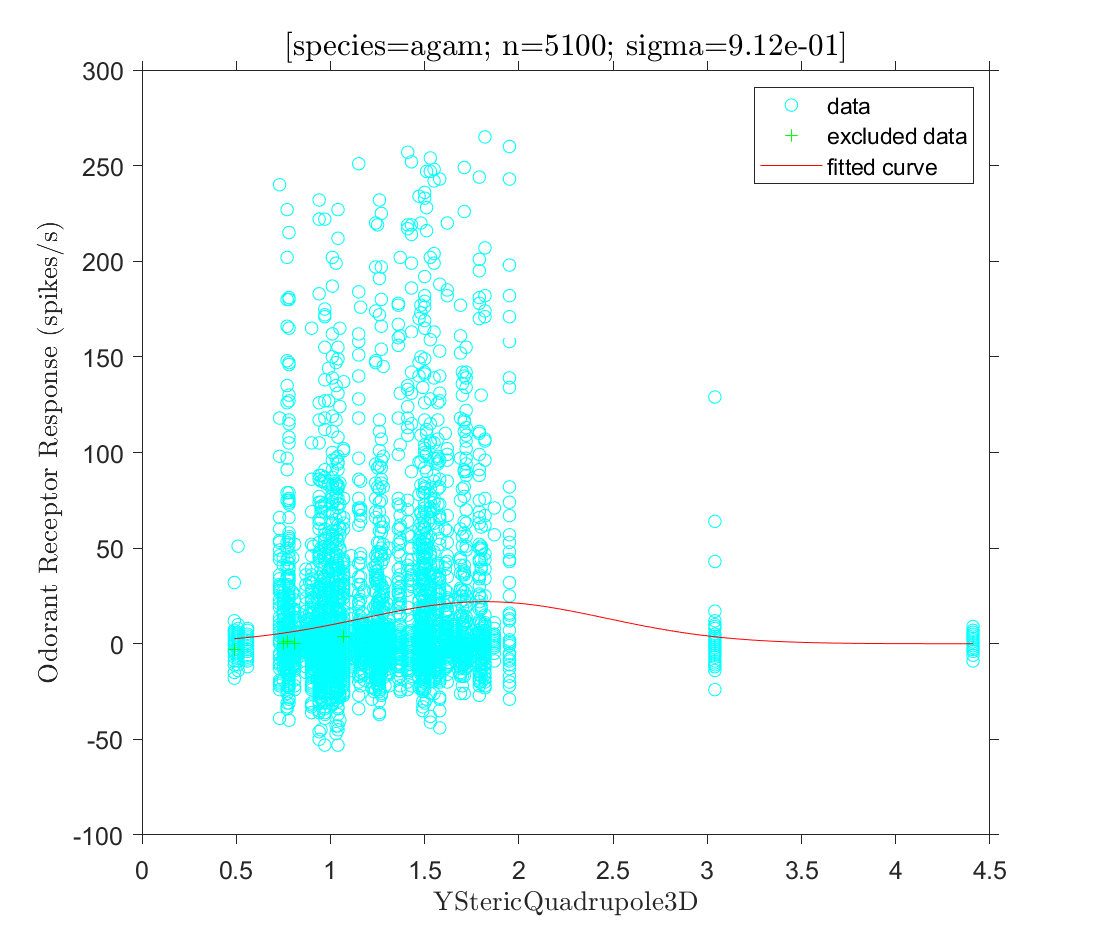 [species=agam; n=5100; sigma=9.12e-01]
300
250
200
150
100
50
0
-50
-100
Odorant Receptor Response (spikes/s)
data
excluded data
fitted curve
0 0.5 1 1.5 2 2.5 3 3.5 4 4.5
YStericQuadrupole3D